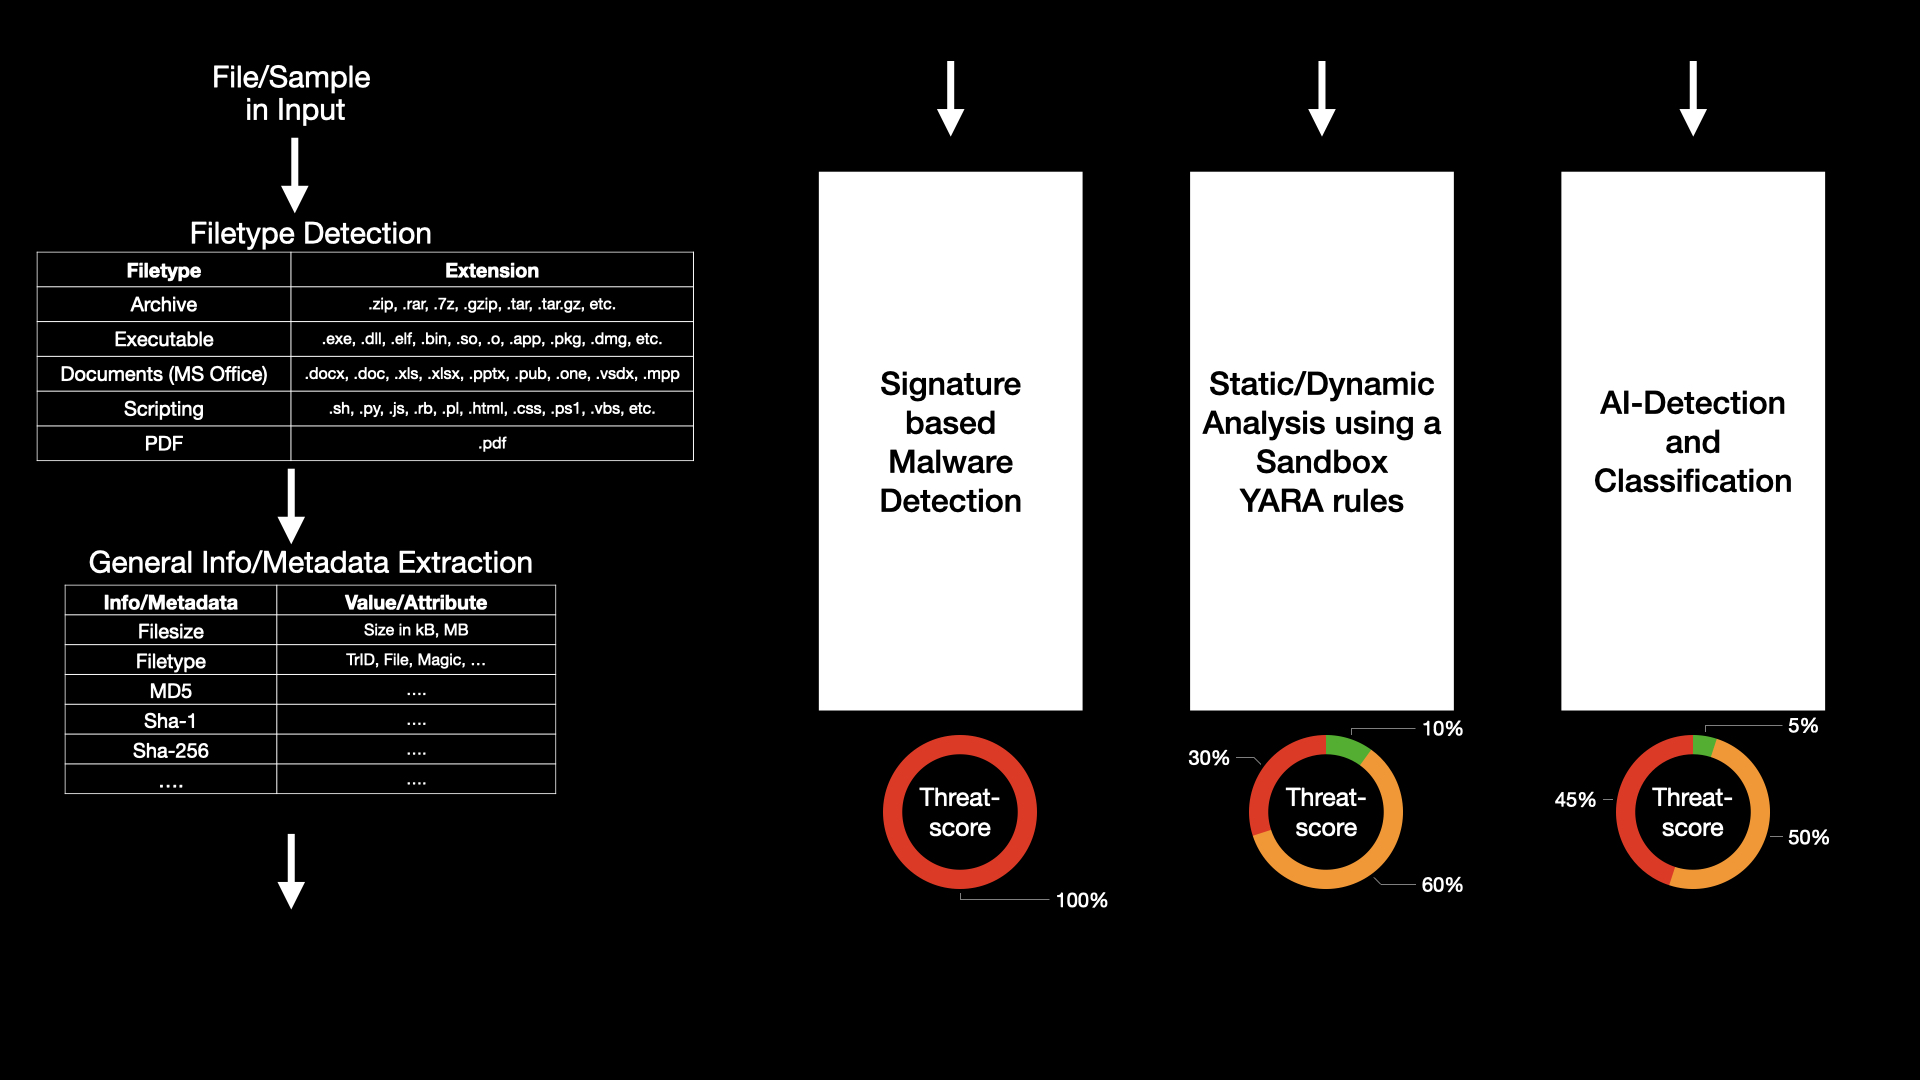 File/Sample
in Input
Filetype Detection
Filetype Extension
Archive .zip, .rar, .7z, .gzip, .tar, .tar.gz, etc.
Executable .exe, .dll, .elf, .bin, .so, .o, .app, .pkg, .dmg, etc.
Documents (MS Office) .docx, .doc, .xls, .xlsx, .pptx, .pub, .one, .vsdx, .mpp
Scripting .sh, .py, .js, .rb, .pl, .html, .css, .ps1, .vbs, etc.
PDF .pdf
General Info/Metadata Extraction
Info/Metadata Value/Attribute
Filesize Size in kB, MB
Filetype TrID, File, Magic, …
MD5 ….
Sha-1 ….
Sha-256 ….
…. ….
Signature
based
Malware
Detection
Threat-
score
100%
Static/Dynamic
Analysis using a
Sandbox
YARA rules
10%
30%
Threat-
score
60%
AI-Detection
and
Classification
5%
45%
Threat-
score
50%